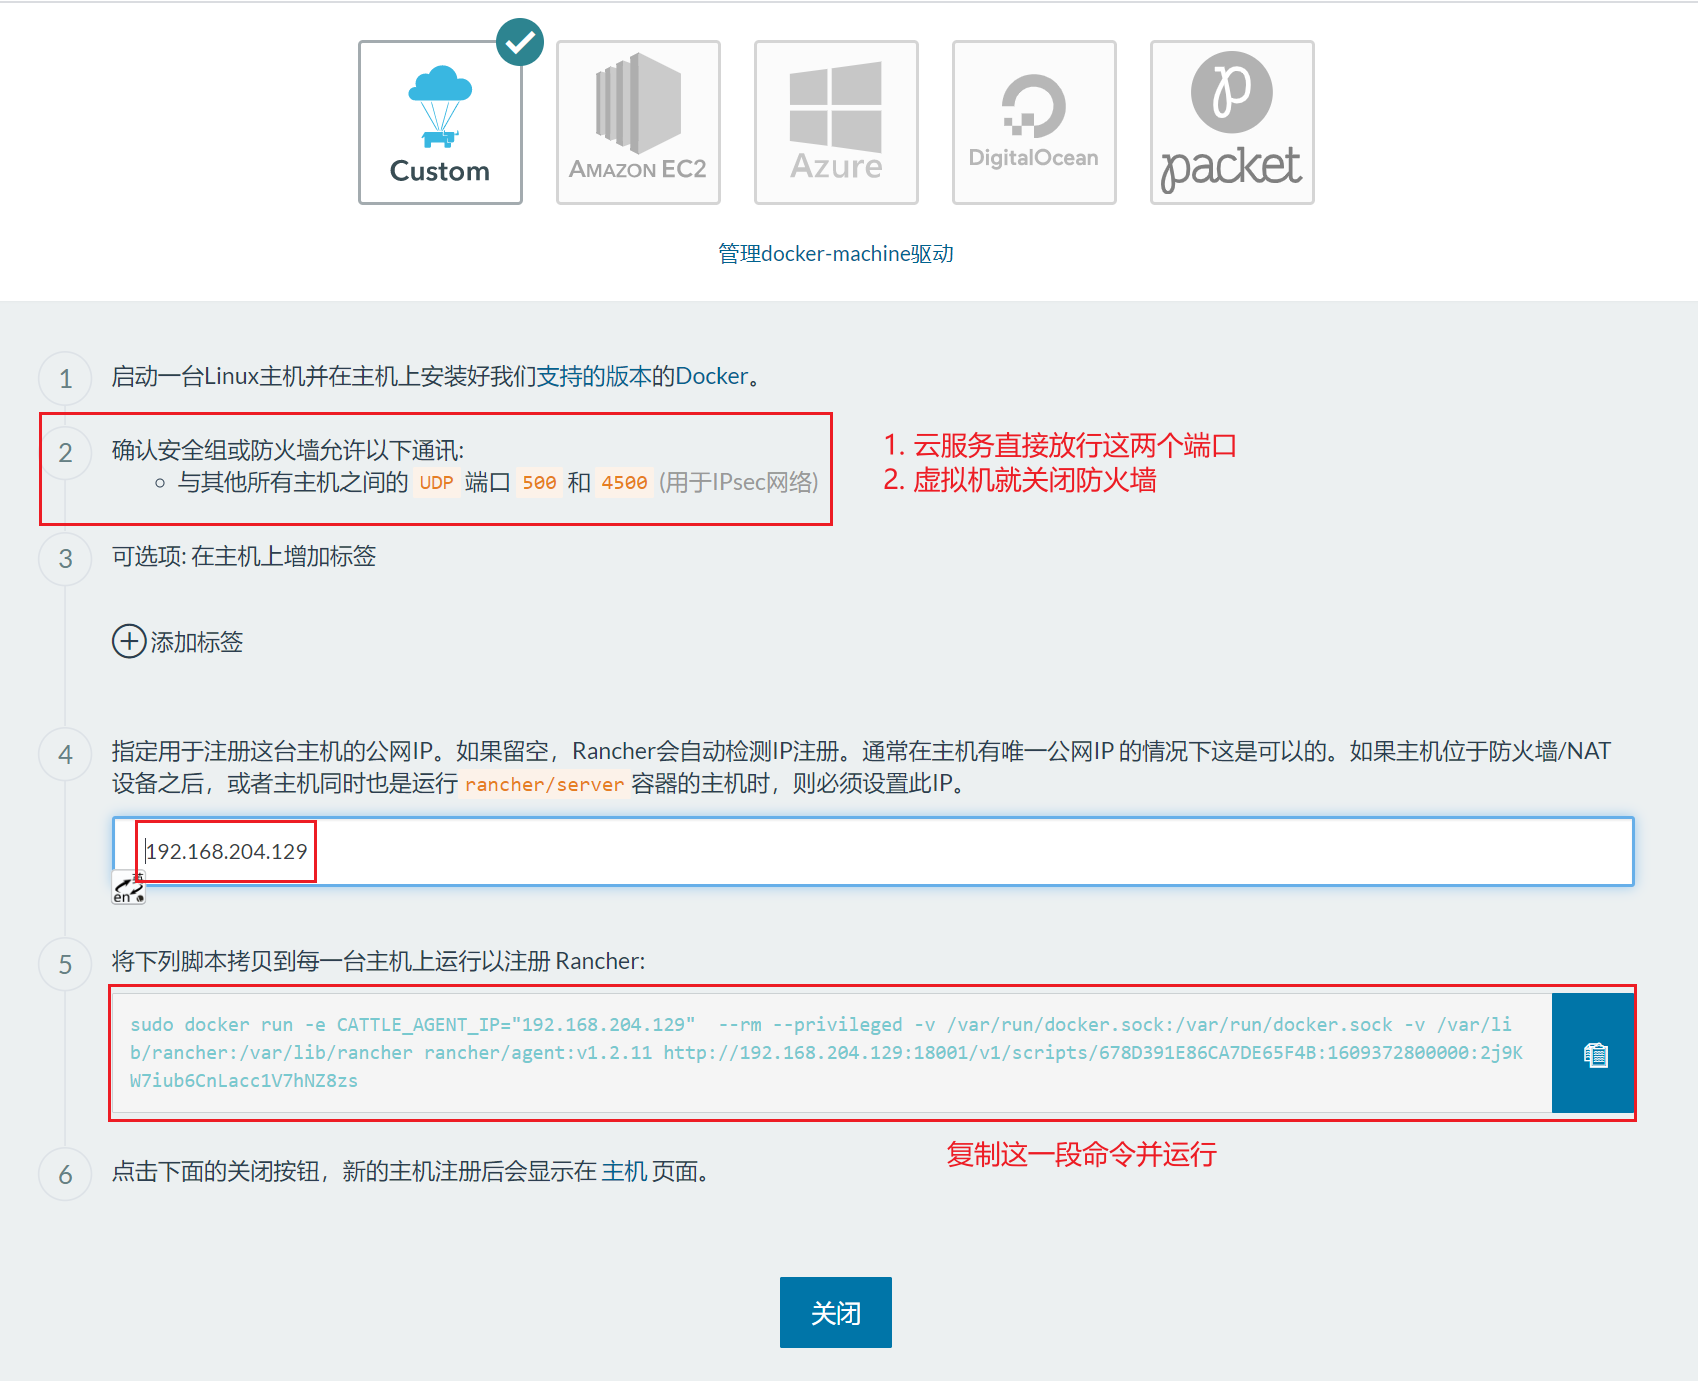 Custom
AMAZON EC2
Azure
DigitalOcean
packet
管理docker-machine驱动
1 启动一台Linux主机并在主机上安装好我们支持的版本的Docker。
2 确认安全组或防火墙允许以下通讯:
与其他所有主机之间的 UDP 端口 500 和 4500 (用于IPsec网络)
1. 云服务直接放行这两个端口
2. 虚拟机就关闭防火墙
3 可选项: 在主机上增加标签
添加标签
4 指定用于注册这台主机的公网IP。如果留空，Rancher会自动检测IP注册。通常在主机有唯一公网IP 的情况下这是可以的。如果主机位于防火墙/NAT
设备之后，或者主机同时也是运行 rancher/server 容器的主机时，则必须设置此IP。
192.168.204.129
英
en
5 将下列脚本拷贝到每一台主机上运行以注册 Rancher:
sudo docker run -e CATTLE_AGENT_IP="192.168.204.129"  --rm --privileged -v /var/run/docker.sock:/var/run/docker.sock -v /var/li
b/rancher:/var/lib/rancher rancher/agent:v1.2.11 http://192.168.204.129:18001/v1/scripts/678D391E86CA7DE65F4B:1609372800000:2j9K
W7iub6CnLacc1V7hNZ8zs
复制这一段命令并运行
6 点击下面的关闭按钮，新的主机注册后会显示在 主机 页面。
关闭